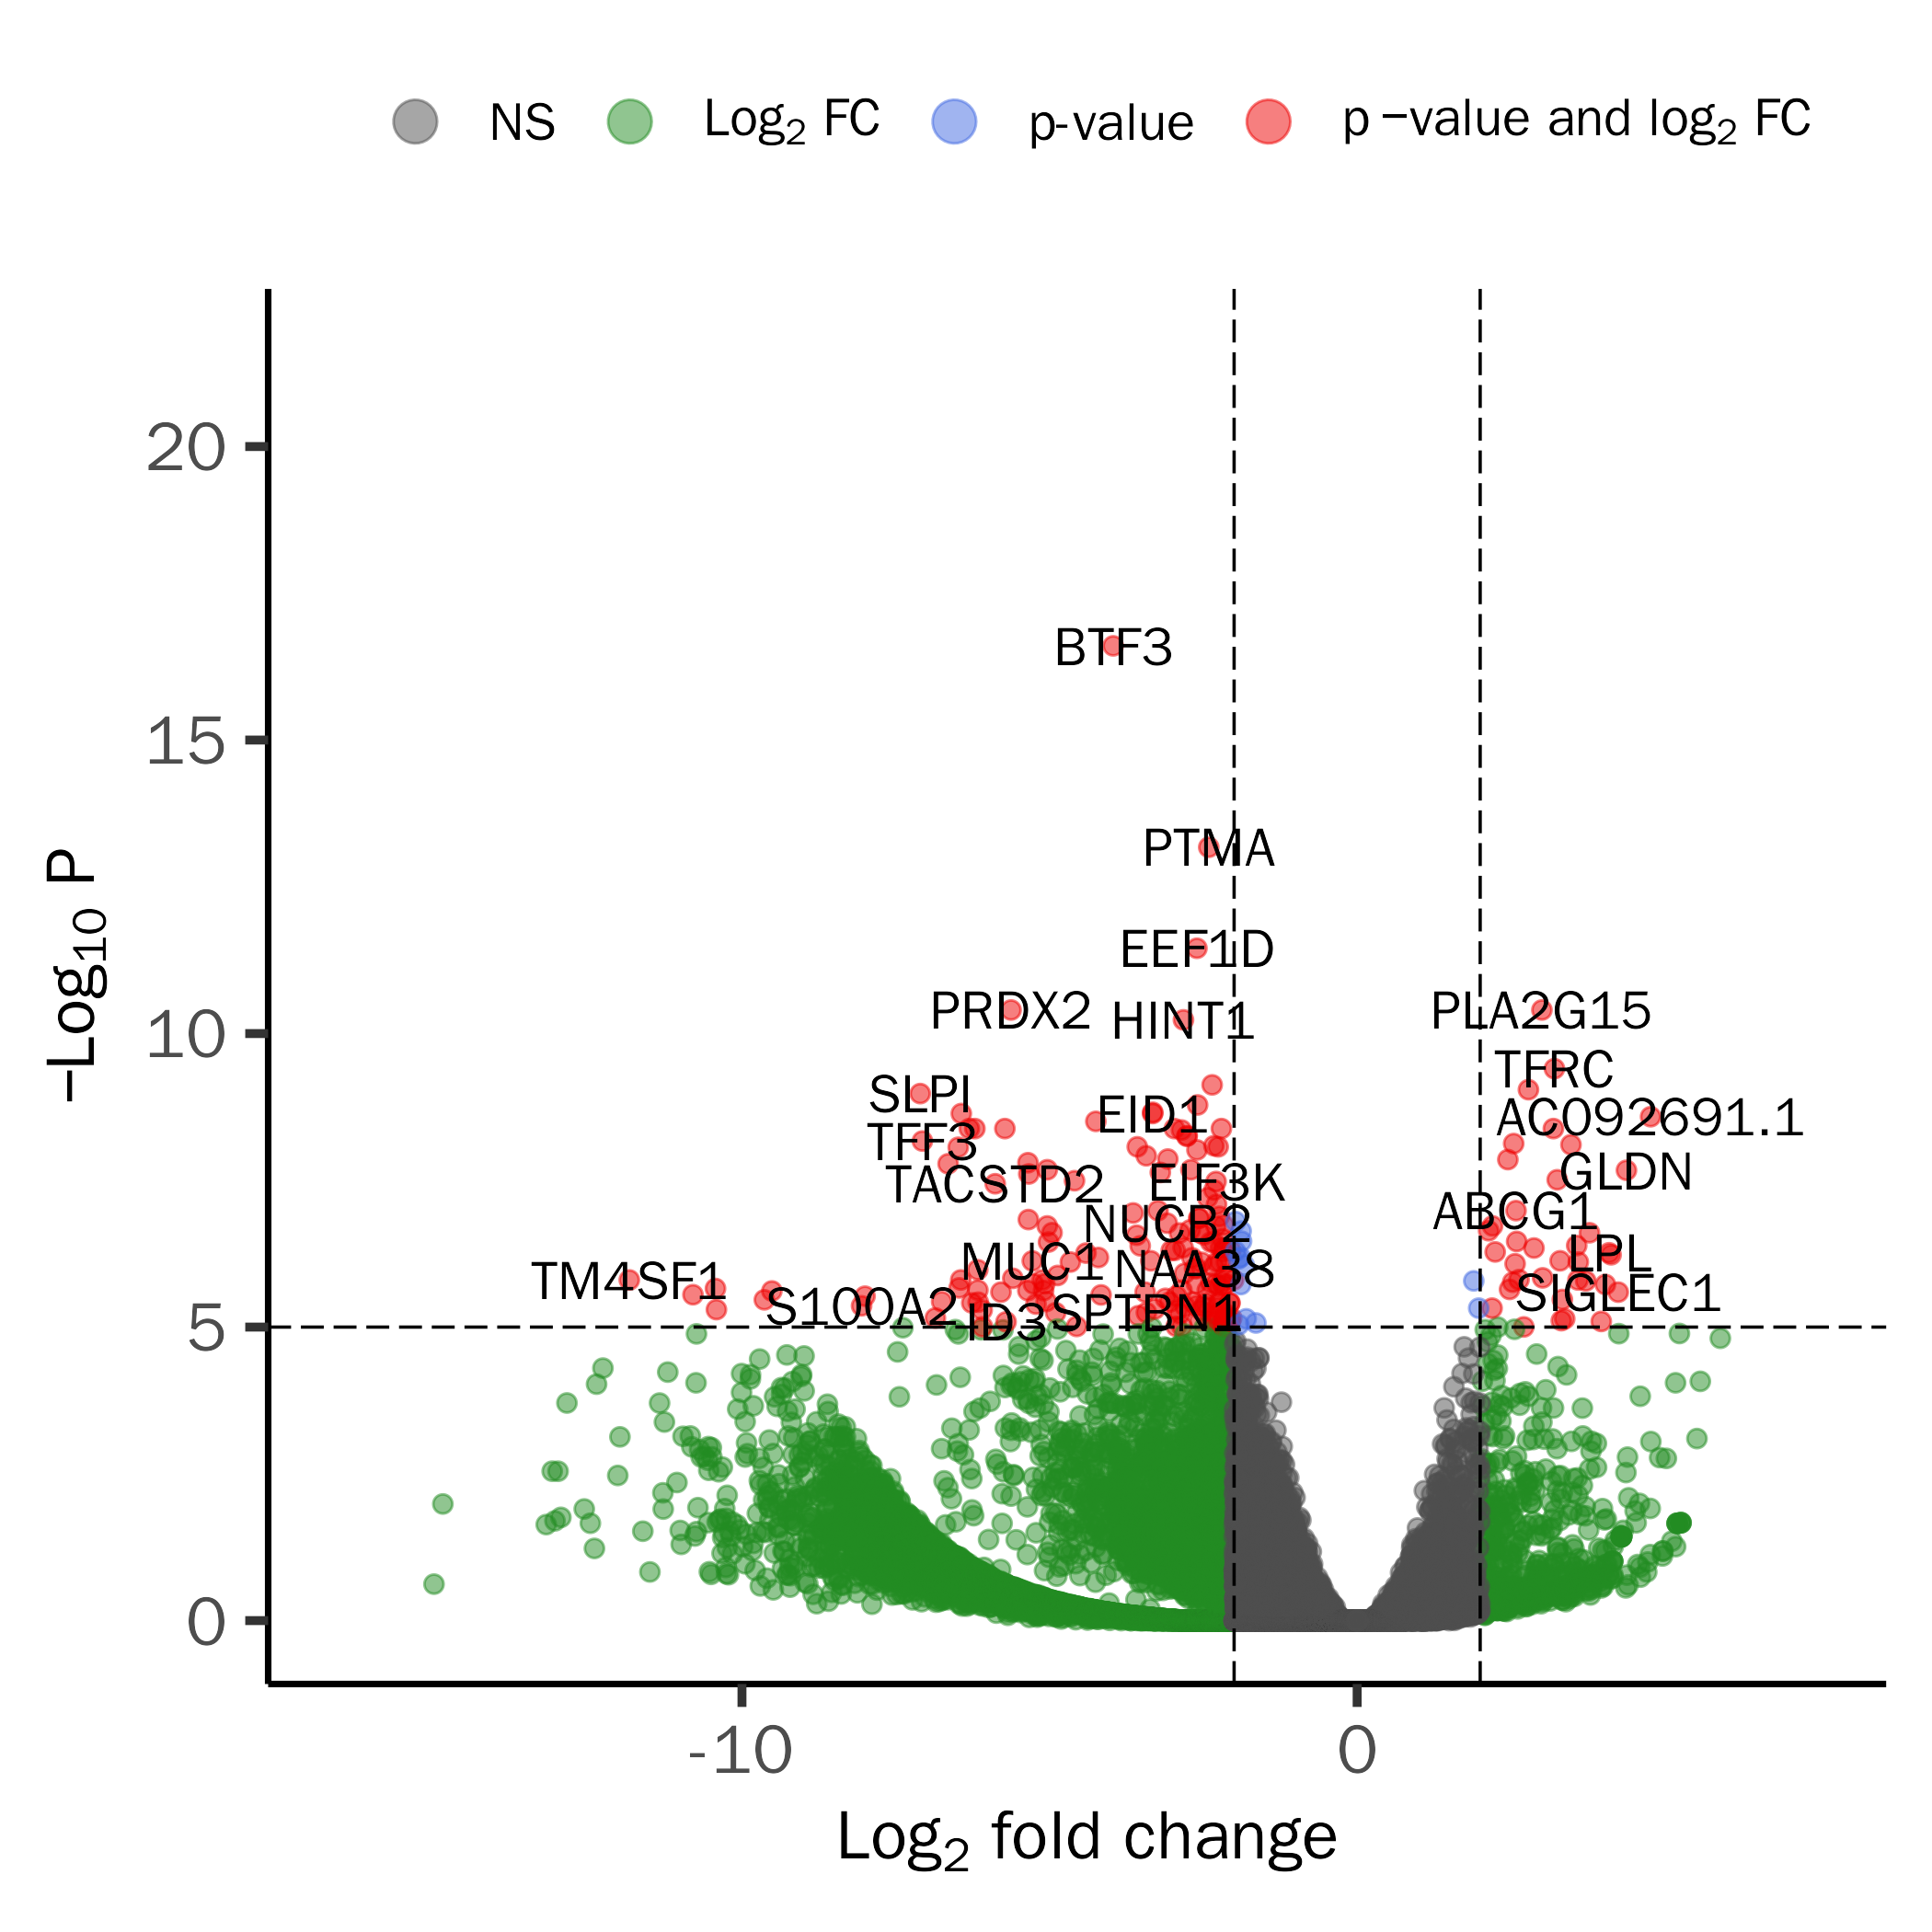 NS Log2 FC p-value p −value and log2 FC
−Log10 P
20
15
10
5
0
BTF3
PTMA
EEF1D
PRDX2 HINT1 PLA2G15
TFRC
SLPI EID1 AC092691.1
TFF3
TACSTD2 EIF3K GLDN
NUCB2 ABCG1
MUC1 NAA38 LPL
TM4SF1 S100A2 ID3 SPTBN1 SIGLEC1
-10 0
Log2 fold change